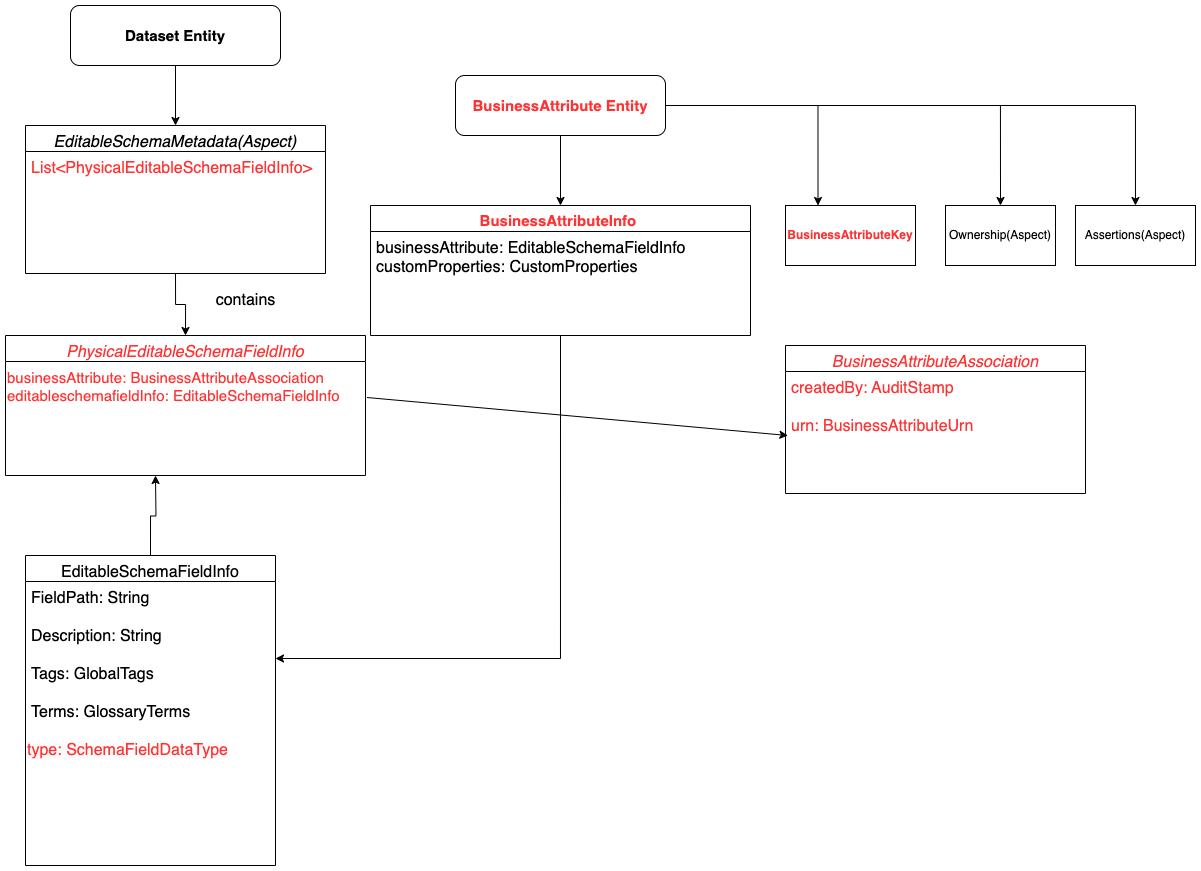 Dataset Entity
BusinessAttribute Entity
EditableSchemaMetadata(Aspect)
List<PhysicalEditableSchemaFieldInfo>
BusinessAttributeInfo
businessAttribute: EditableSchemaFieldInfo
customProperties: CustomProperties
BusinessAttributeKey
Ownership(Aspect)
Assertions(Aspect)
contains
PhysicalEditableSchemaFieldInfo
businessAttribute: BusinessAttributeAssociation
editableschemafieldInfo: EditableSchemaFieldInfo
BusinessAttributeAssociation
createdBy: AuditStamp
urn: BusinessAttributeUrn
EditableSchemaFieldInfo
FieldPath: String
Description: String
Tags: GlobalTags
Terms: GlossaryTerms
type: SchemaFieldDataType